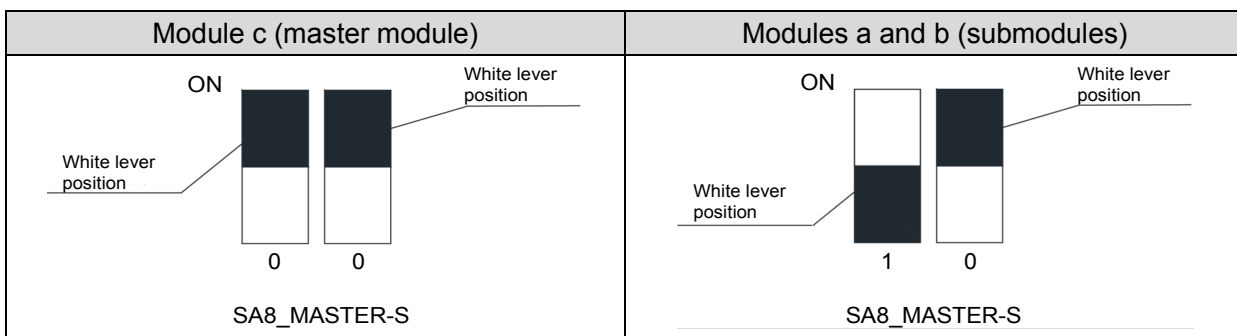 Module c (master module)
Modules a and b (submodules)
ON
White lever
position
White lever
position
0 0
SA8_MASTER-S
ON
White lever
position
White lever
position
1 0
SA8_MASTER-S